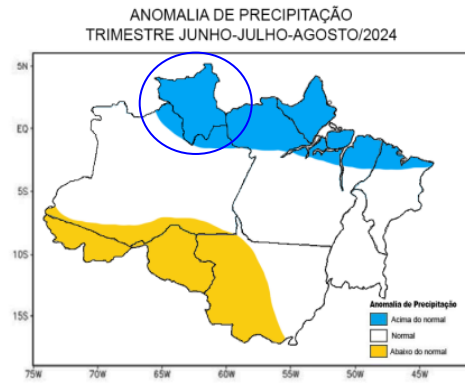 ANOMALIA DE PRECIPITAÇÃO
TRIMESTRE JUNHO-JULHO-AGOSTO/2024
5N
EQ
5S
10S
15S
Anomalia de Precipitação
Acima do normal
Normal
Abaixo do normal
75W 70W 65W 60W 55W 50W 45W